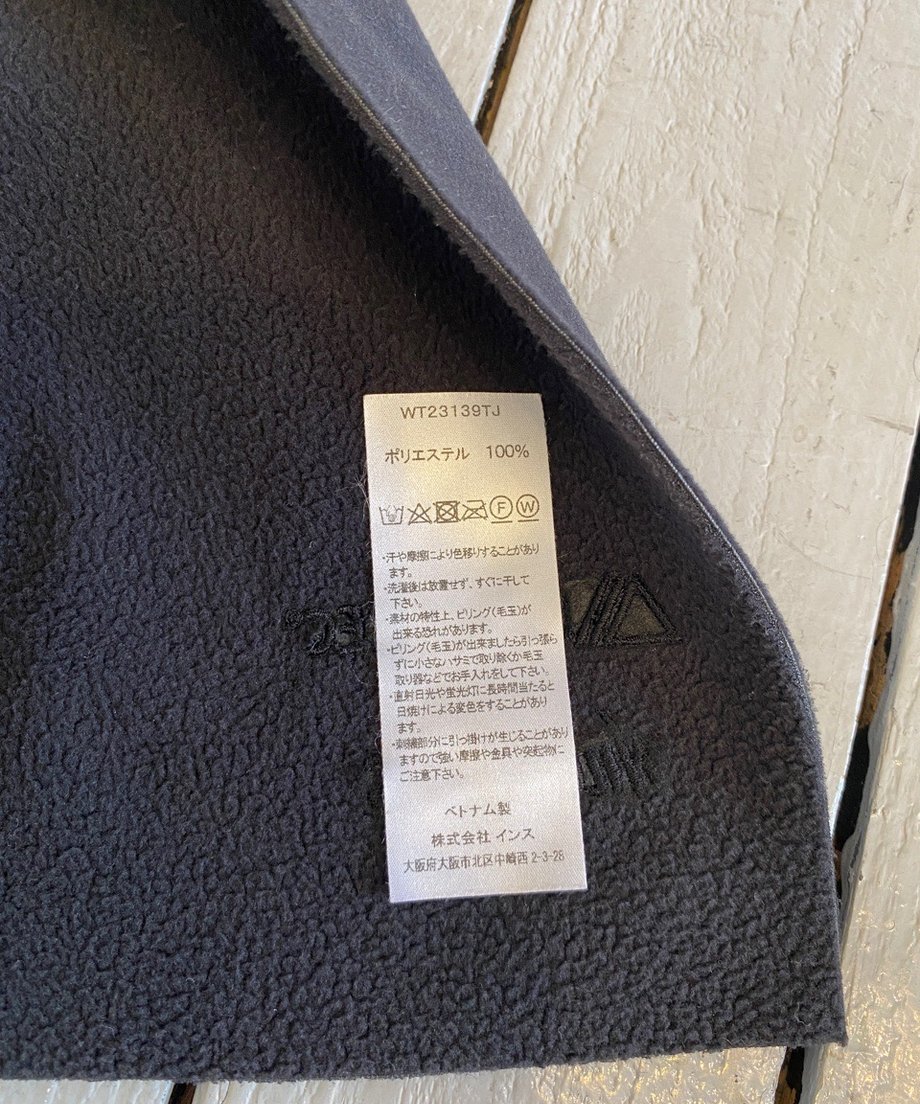 WT23139TJ
ポリエステル 100%
F W
・汗や摩擦により色移りすることがあり
ます。
・洗濯後は放置せず、すぐに干して
下さい。
・素材の特性上、ピリング(毛玉)が
出来る恐れがあります。
・ピリング(毛玉)が出来ましたら引っ張ら
ずに小さなハサミで取り除くか毛玉
取り器などでお手入れをして下さい。
・直射日光や蛍光灯に長時間当たると
日焼けによる変色をすることがあり
ます。
・刺繍部分に引っ掛けが生じることがあり
ますので強い摩擦や金具や突起物に
ご注意下さい。
ベトナム製
株式会社 インス
大阪府大阪市北区中崎西 2-3-28